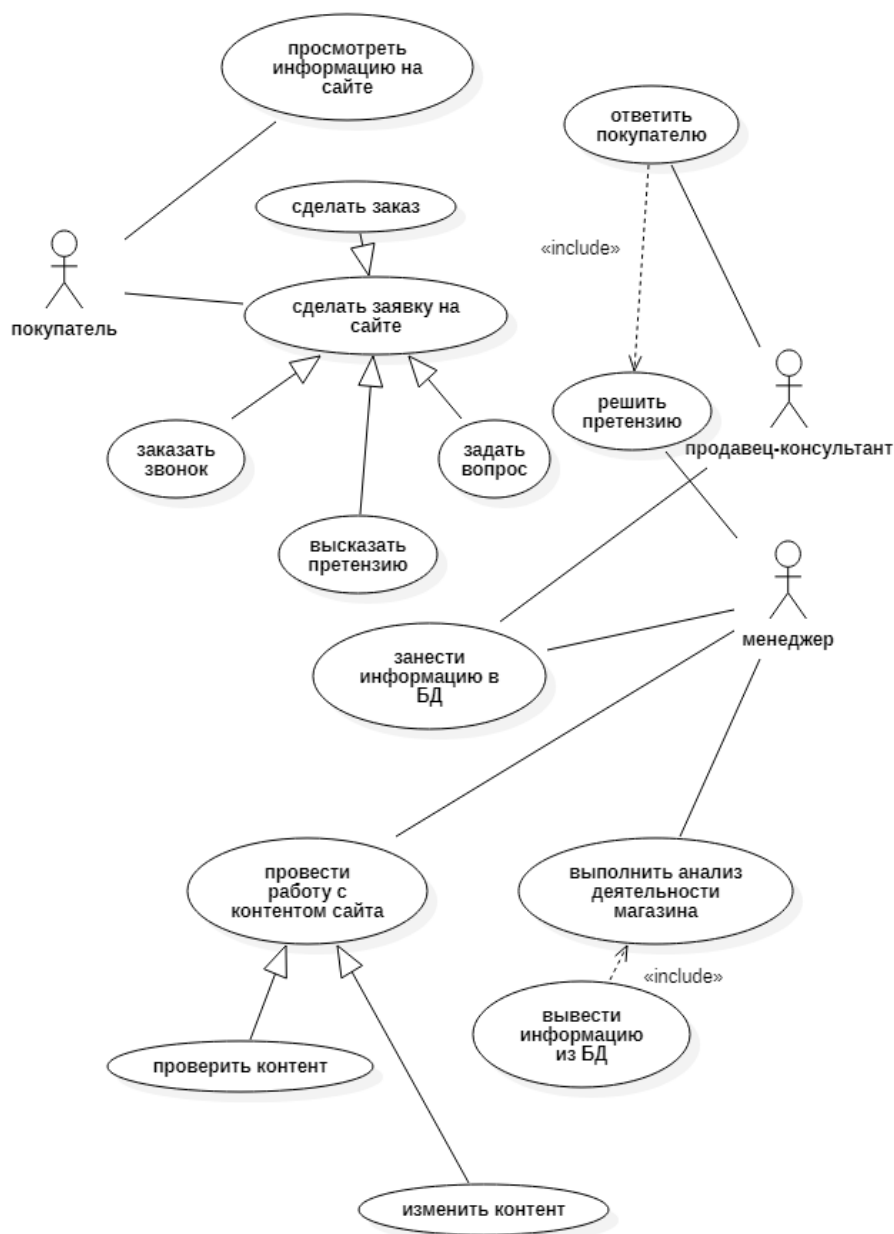 просмотреть
информацию на
сайте
ответить
покупателю
сделать заказ
«include»
сделать заявку на
сайте
покупатель
решить
претензию
заказать
звонок
задать
вопрос
продавец-консультант
высказать
претензию
менеджер
занести
информацию в
БД
провести
работу с
контентом сайта
выполнить анализ
деятельности
магазина
«include»
вывести
информацию
из БД
проверить контент
изменить контент